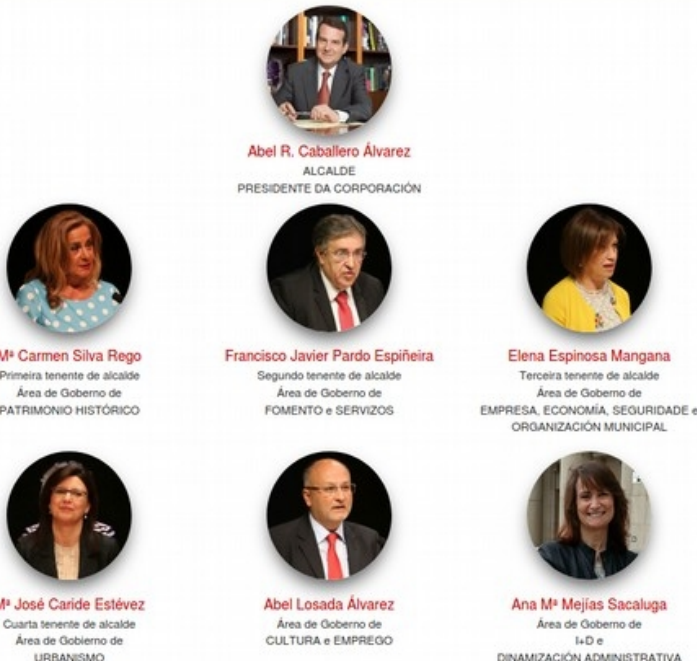 Abel R. Caballero Álvarez
ALCALDE
PRESIDENTE DA CORPORACIÓN
Mª Carmen Silva Rego
Primeira tenente de alcalde
Área de Goberno de
PATRIMONIO HISTÓRICO
Francisco Javier Pardo Espiñeira
Segundo tenente de alcalde
Área de Goberno de
FOMENTO e SERVIZOS
Elena Espinosa Mangana
Terceira tenente de alcalde
Área de Goberno de
EMPRESA, ECONOMÍA, SEGURIDADE e
ORGANIZACIÓN MUNICIPAL
Mª José Caride Estévez
Cuarta tenente de alcalde
Área de Gobierno de
URBANISMO
Abel Losada Álvarez
Área de Goberno de
CULTURA e EMPREGO
Ana Mª Mejías Sacaluga
Área de Goberno de
I+D e
DINAMIZACIÓN ADMINISTRATIVA